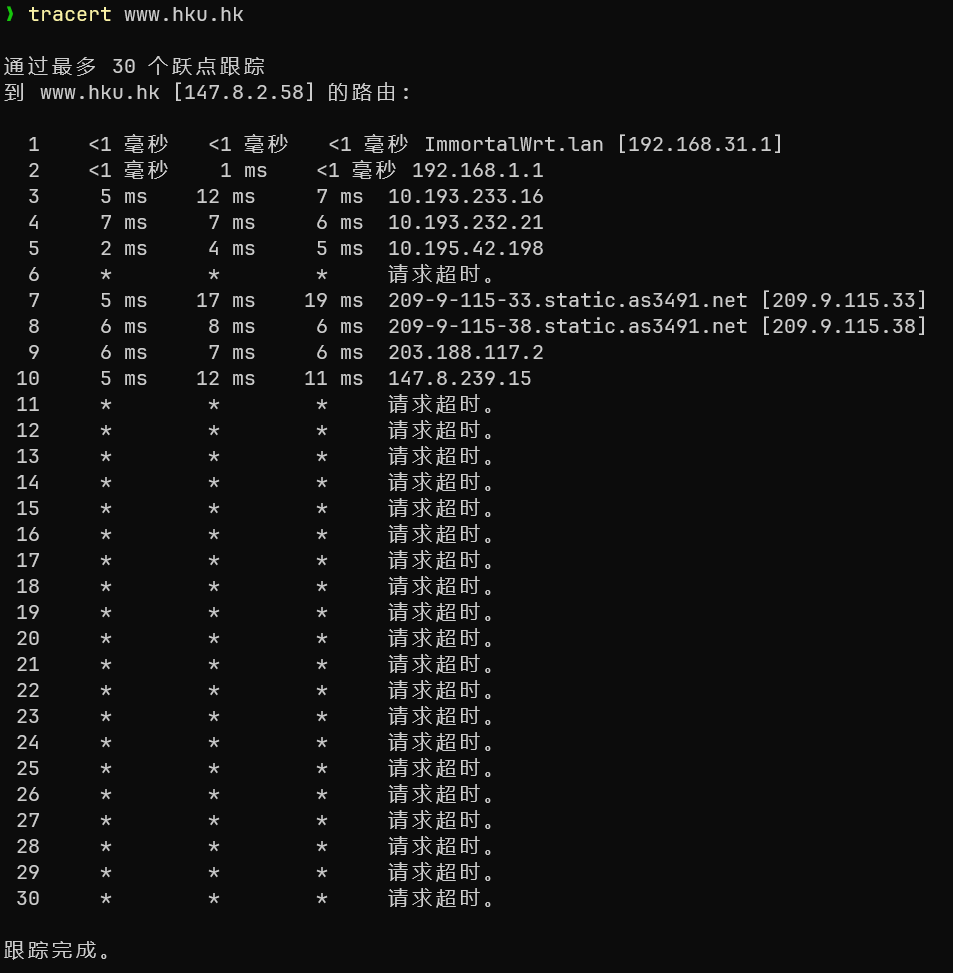 ❯ tracert www.hku.hk
通过最多 30 个跃点跟踪
到 www.hku.hk [147.8.2.58] 的路由:
1 <1 毫秒 <1 毫秒 <1 毫秒 ImmortalWrt.lan [192.168.31.1]
2 <1 毫秒 1 ms <1 毫秒 192.168.1.1
3 5 ms 12 ms 7 ms 10.193.233.16
4 7 ms 7 ms 6 ms 10.193.232.21
5 2 ms 4 ms 5 ms 10.195.42.198
6 * * * 请求超时。
7 5 ms 17 ms 19 ms 209-9-115-33.static.as3491.net [209.9.115.33]
8 6 ms 8 ms 6 ms 209-9-115-38.static.as3491.net [209.9.115.38]
9 6 ms 7 ms 6 ms 203.188.117.2
10 5 ms 12 ms 11 ms 147.8.239.15
11 * * * 请求超时。
12 * * * 请求超时。
13 * * * 请求超时。
14 * * * 请求超时。
15 * * * 请求超时。
16 * * * 请求超时。
17 * * * 请求超时。
18 * * * 请求超时。
19 * * * 请求超时。
20 * * * 请求超时。
21 * * * 请求超时。
22 * * * 请求超时。
23 * * * 请求超时。
24 * * * 请求超时。
25 * * * 请求超时。
26 * * * 请求超时。
27 * * * 请求超时。
28 * * * 请求超时。
29 * * * 请求超时。
30 * * * 请求超时。
跟踪完成。